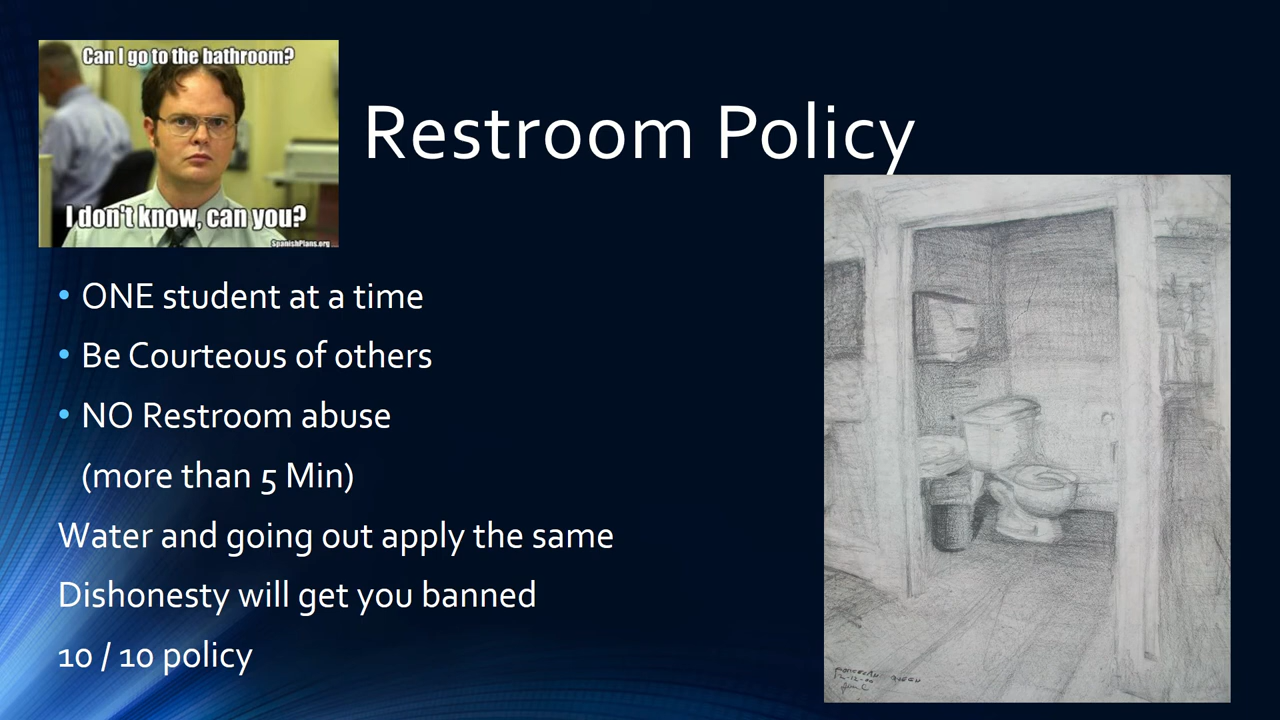 Can I go to the bathroom?
I don't know, can you?
SpanishPlans.org
Restroom Policy
• ONE student at a time
• Be Courteous of others
• NO Restroom abuse
(more than 5 Min)
Water and going out apply the same
Dishonesty will get you banned
10 / 10 policy